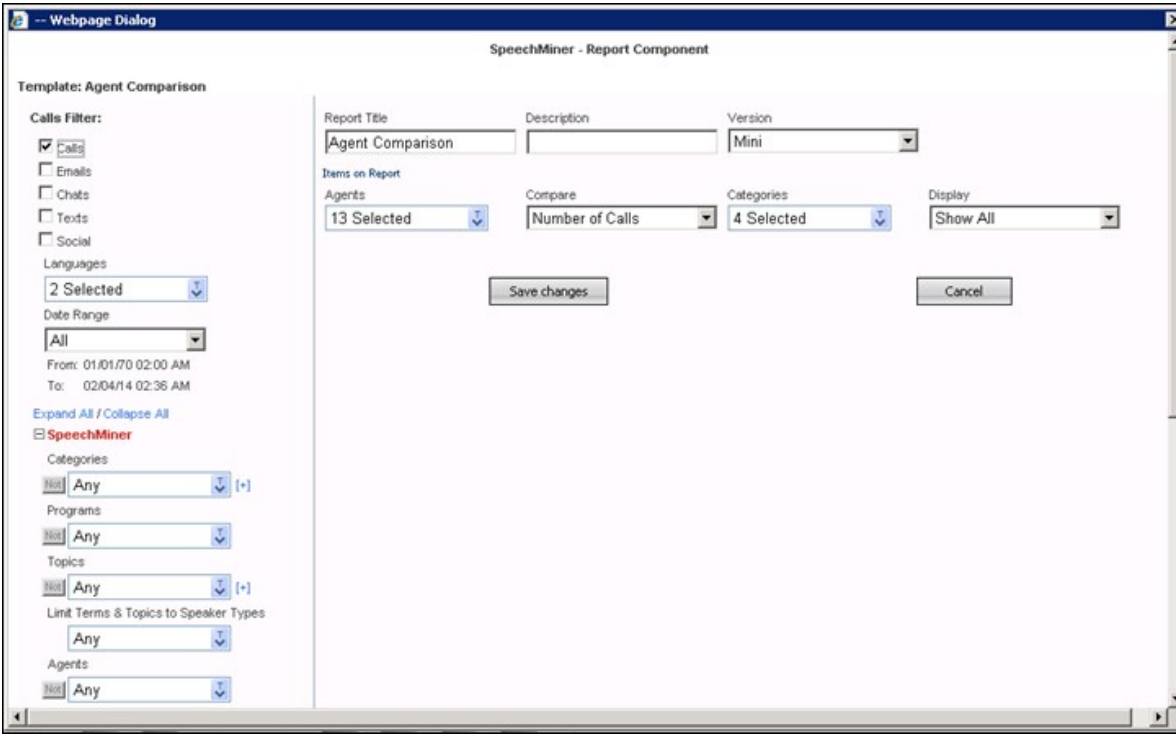 -- Webpage Dialog
SpeechMiner - Report Component
Template: Agent Comparison
Calls Filter:
Calls
Emails
Chats
Texts
Social
Languages
2 Selected
Date Range
All
From: 01/01/70 02:00 AM
To: 02/04/14 02:36 AM
Expand All / Collapse All
SpeechMiner
Categories
Not Any [+]
Programs
Not Any
Topics
Not Any [+]
Limit Terms & Topics to Speaker Types
Any
Agents
Not Any
Report Title Description Version
Agent Comparison Mini
Items on Report
Agents Compare Categories Display
13 Selected Number of Calls 4 Selected Show All
Save changes Cancel